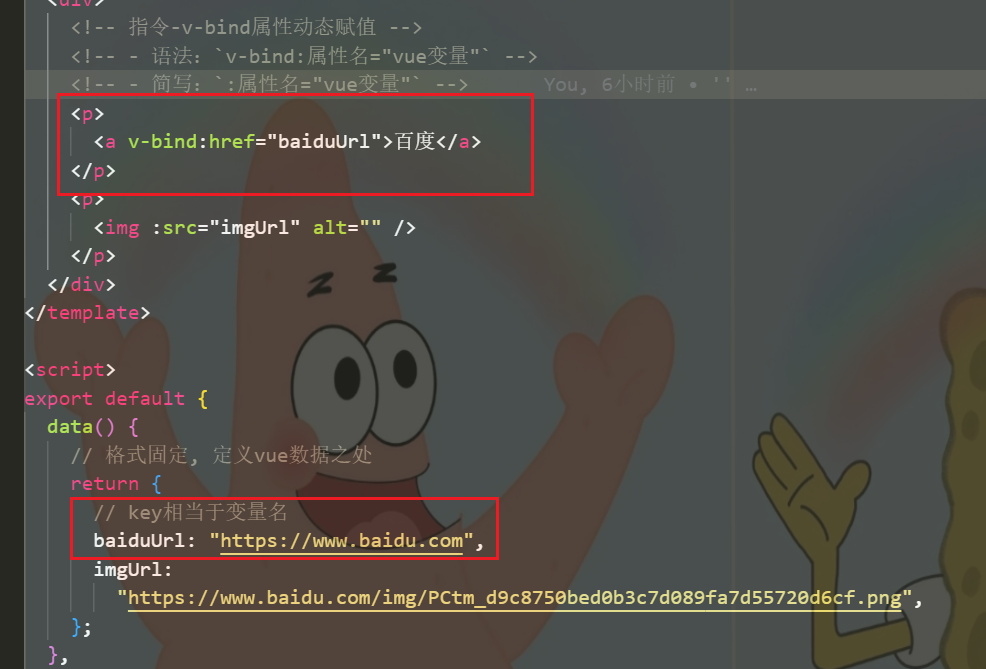 <div>
<!-- 指令-v-bind属性动态赋值 -->
<!-- - 语法：`v-bind:属性名="vue变量"` -->
<!-- - 简写：`:属性名="vue变量"` --> You, 6小时前 • '' …
<p>
<a v-bind:href="baiduUrl">百度</a>
</p>
<p>
<img :src="imgUrl" alt="" />
</p>
</div>
</template>
<script>
export default {
data() {
// 格式固定, 定义vue数据之处
return {
// key相当于变量名
baiduUrl: "https://www.baidu.com",
imgUrl:
"https://www.baidu.com/img/PCtm_d9c8750bed0b3c7d089fa7d55720d6cf.png",
};
},